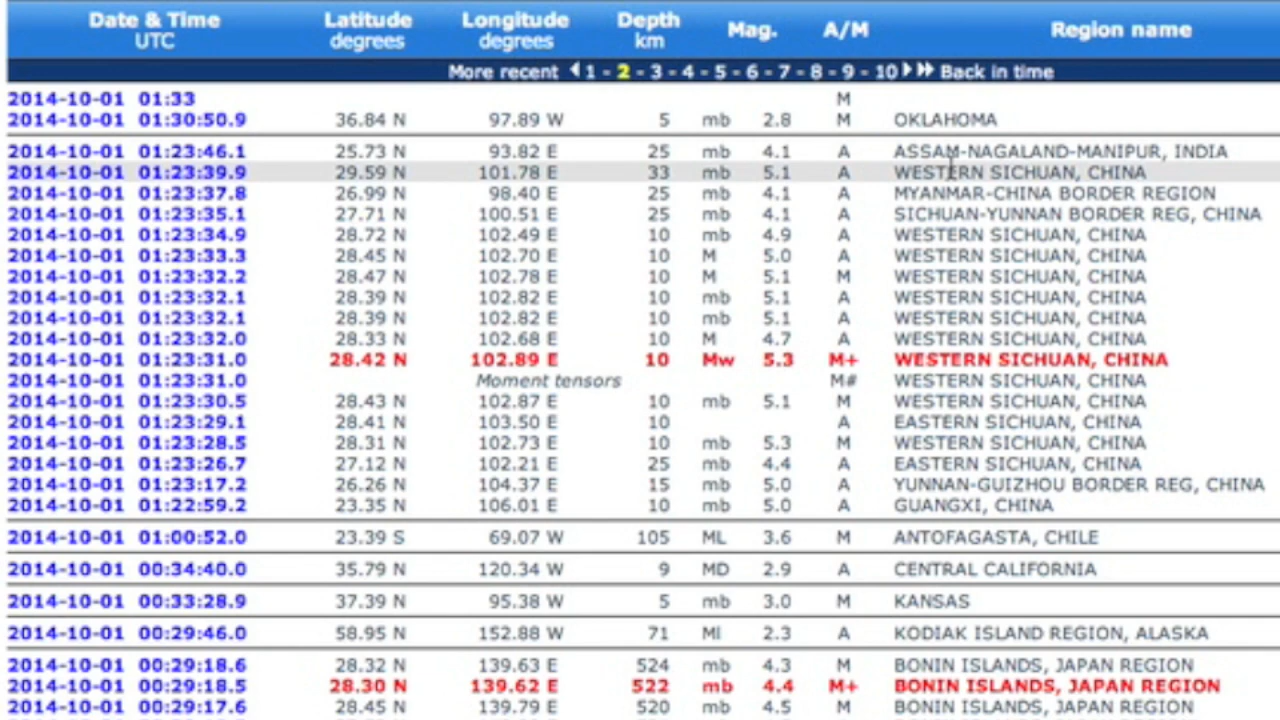 Date & Time Latitude Longitude Depth Mag. A/M Region name
UTC degrees degrees km
More recent 1 - 2 - 3 - 4 - 5 - 6 - 7 - 8 - 9 - 10 Back in time
2014-10-01 01:33 M
2014-10-01 01:30:50.9 36.84 N 97.89 W 5 mb 2.8 M OKLAHOMA
2014-10-01 01:23:46.1 25.73 N 93.82 E 25 mb 4.1 A ASSAM-NAGALAND-MANIPUR, INDIA
2014-10-01 01:23:39.9 29.59 N 101.78 E 33 mb 5.1 A WESTERN SICHUAN, CHINA
2014-10-01 01:23:37.8 26.99 N 98.40 E 25 mb 4.1 A MYANMAR-CHINA BORDER REGION
2014-10-01 01:23:35.1 27.71 N 100.51 E 25 mb 4.1 A SICHUAN-YUNNAN BORDER REG, CHINA
2014-10-01 01:23:34.9 28.72 N 102.49 E 10 mb 4.9 A WESTERN SICHUAN, CHINA
2014-10-01 01:23:33.3 28.45 N 102.70 E 10 M 5.0 A WESTERN SICHUAN, CHINA
2014-10-01 01:23:32.2 28.47 N 102.78 E 10 M 5.1 M WESTERN SICHUAN, CHINA
2014-10-01 01:23:32.1 28.39 N 102.82 E 10 mb 5.1 A WESTERN SICHUAN, CHINA
2014-10-01 01:23:32.1 28.39 N 102.82 E 10 mb 5.1 A WESTERN SICHUAN, CHINA
2014-10-01 01:23:32.0 28.33 N 102.68 E 10 M 4.7 A WESTERN SICHUAN, CHINA
2014-10-01 01:23:31.0 28.42 N 102.89 E 10 Mw 5.3 M+ WESTERN SICHUAN, CHINA
2014-10-01 01:23:31.0 Moment tensors M# WESTERN SICHUAN, CHINA
2014-10-01 01:23:30.5 28.43 N 102.87 E 10 mb 5.1 M WESTERN SICHUAN, CHINA
2014-10-01 01:23:29.1 28.41 N 103.50 E 10 A EASTERN SICHUAN, CHINA
2014-10-01 01:23:28.5 28.31 N 102.73 E 10 mb 5.3 M WESTERN SICHUAN, CHINA
2014-10-01 01:23:26.7 27.12 N 102.21 E 25 mb 4.4 A EASTERN SICHUAN, CHINA
2014-10-01 01:23:17.2 26.26 N 104.37 E 15 mb 5.0 A YUNNAN-GUIZHOU BORDER REG, CHINA
2014-10-01 01:22:59.2 23.35 N 106.01 E 10 mb 5.0 A GUANGXI, CHINA
2014-10-01 01:00:52.0 23.39 S 69.07 W 105 ML 3.6 M ANTOFAGASTA, CHILE
2014-10-01 00:34:40.0 35.79 N 120.34 W 9 MD 2.9 A CENTRAL CALIFORNIA
2014-10-01 00:33:28.9 37.39 N 95.38 W 5 mb 3.0 M KANSAS
2014-10-01 00:29:46.0 58.95 N 152.88 W 71 Ml 2.3 A KODIAK ISLAND REGION, ALASKA
2014-10-01 00:29:18.6 28.32 N 139.63 E 524 mb 4.3 M BONIN ISLANDS, JAPAN REGION
2014-10-01 00:29:18.5 28.30 N 139.62 E 522 mb 4.4 M+ BONIN ISLANDS, JAPAN REGION
2014-10-01 00:29:17.6 28.45 N 139.79 E 520 mb 4.5 M BONIN ISLANDS, JAPAN REGION